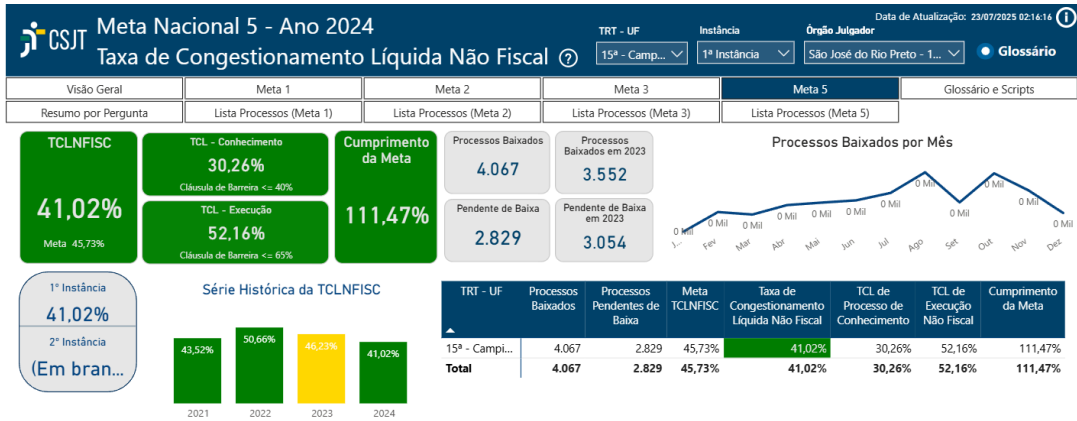 CSJT
Meta Nacional 5 - Ano 2024
Taxa de Congestionamento Líquida Não Fiscal ?
Data de Atualização: 23/07/2025 02:16:16 i
TRT - UF
Instância
Órgão Julgador
15ª - Camp...
1ª Instância
São José do Rio Preto - 1...
Glossário
Visão Geral
Meta 1
Meta 2
Meta 3
Meta 5
Glossário e Scripts
Resumo por Pergunta
Lista Processos (Meta 1)
Lista Processos (Meta 2)
Lista Processos (Meta 3)
Lista Processos (Meta 5)
TCLNFISC
41,02%
Meta 45,73%
TCL - Conhecimento
30,26%
Cláusula de Barreira <= 40%
TCL - Execução
52,16%
Cláusula de Barreira <= 65%
Cumprimento
da Meta
111,47%
Processos Baixados
4.067
Processos
Baixados em 2023
3.552
Pendente de Baixa
2.829
Pendente de Baixa
em 2023
3.054
Processos Baixados por Mês
0 Mil
0 Mil
0 Mil
0 Mil
0 Mil
0 Mil
0 Mil
0 Mil
0 Mil
0 Mil
0 Mil
0 Mil
J...
Fev
Mar
Abr
Mai
Jun
Jul
Ago
Set
Out
Nov
Dez
1° Instância
41,02%
2° Instância
(Em bran...
Série Histórica da TCLNFISC
43,52%
50,66%
46,23%
41,02%
2021
2022
2023
2024
TRT - UF
Processos
Baixados
Processos
Pendentes de
Baixa
Meta
TCLNFISC
Taxa de
Congestionamento
Líquida Não Fiscal
TCL de
Processo de
Conhecimento
TCL de
Execução
Não Fiscal
Cumprimento
da Meta
15ª - Campi... 4.067 2.829 45,73% 41,02% 30,26% 52,16% 111,47%
Total 4.067 2.829 45,73% 41,02% 30,26% 52,16% 111,47%